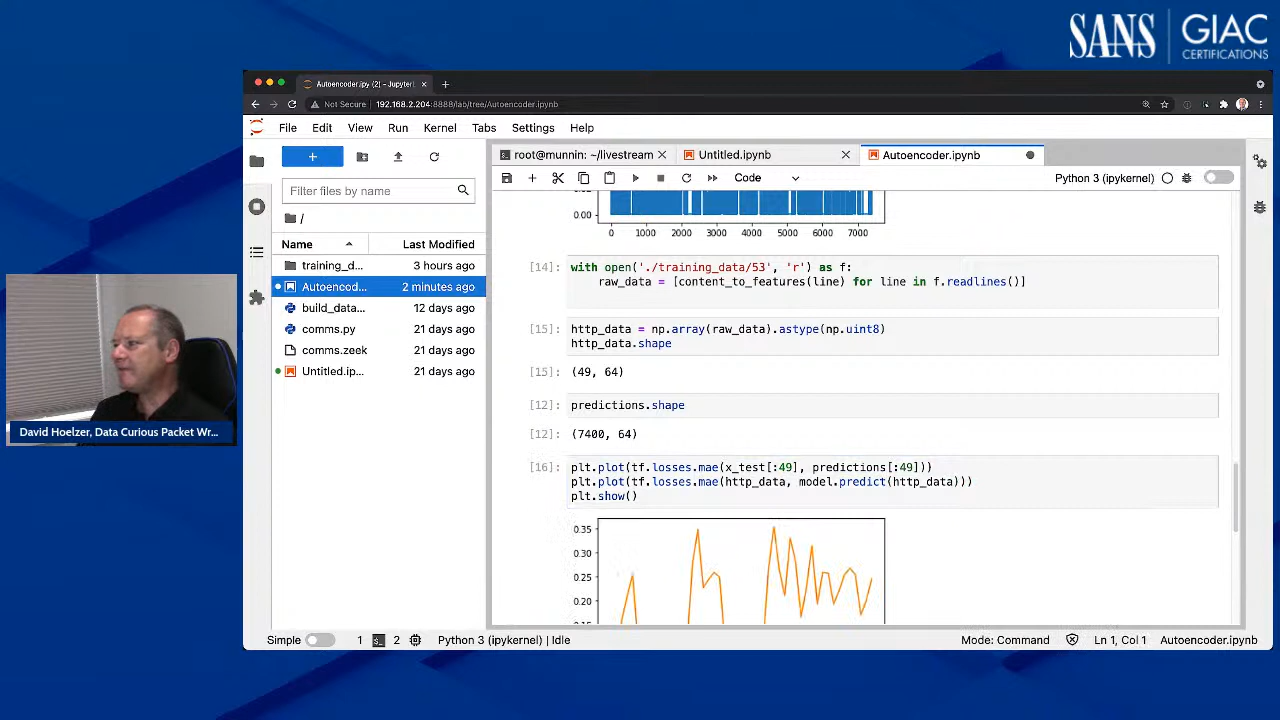 SANS GIAC
CERTIFICATIONS
Autoencoder.ipy (2) - JupyterL
Not Secure 192.168.2.204:8888/lab/tree/Autoencoder.ipynb
File Edit View Run Kernel Tabs Settings Help
root@munnin: ~/livestream Untitled.ipynb Autoencoder.ipynb
Code Python 3 (ipykernel)
Filter files by name
/
Name Last Modified
training_d... 3 hours ago
Autoencod... 2 minutes ago
build_data... 12 days ago
comms.py 21 days ago
comms.zeek 21 days ago
Untitled.ip... 21 days ago
0.00
0 1000 2000 3000 4000 5000 6000 7000
[14]: with open('./training_data/53', 'r') as f:
raw_data = [content_to_features(line) for line in f.readlines()]
[15]: http_data = np.array(raw_data).astype(np.uint8)
http_data.shape
[15]: (49, 64)
[12]: predictions.shape
[12]: (7400, 64)
[16]: plt.plot(tf.losses.mae(x_test[:49], predictions[:49]))
plt.plot(tf.losses.mae(http_data, model.predict(http_data)))
plt.show()
0.35
0.30
0.25
0.20
David Hoelzer, Data Curious Packet Wr...
Simple 1 2 Python 3 (ipykernel) | Idle Mode: Command Ln 1, Col 1 Autoencoder.ipynb